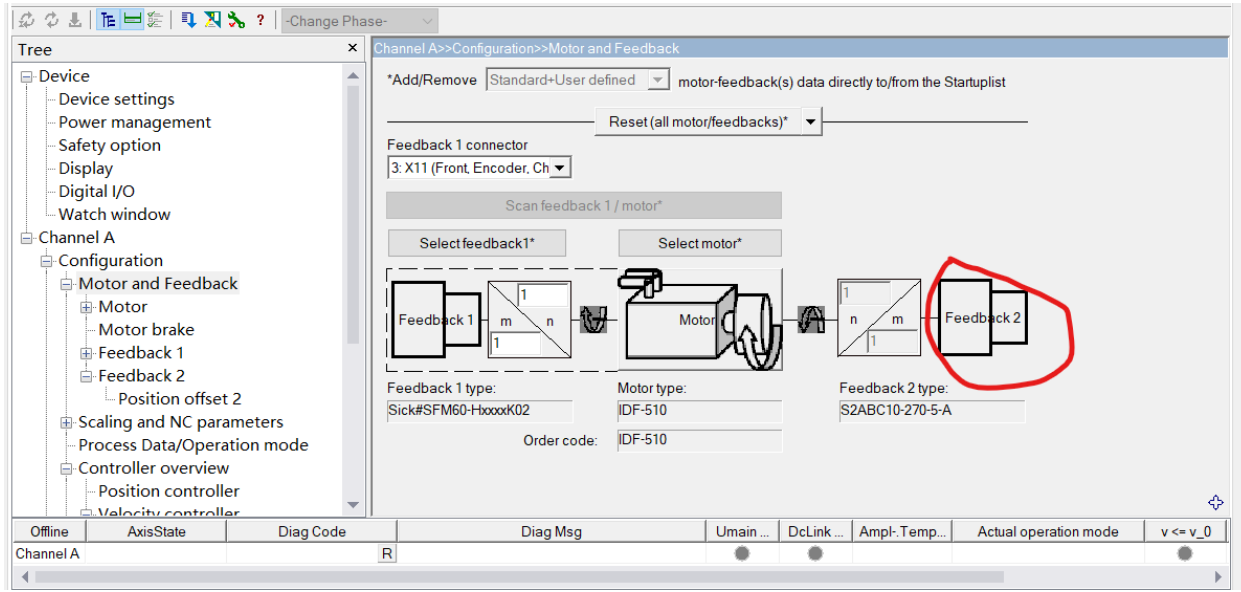 -Change Phase-
Tree
×
Channel A>>Configuration>>Motor and Feedback
Device
Device settings
Power management
Safety option
Display
Digital I/O
Watch window
Channel A
Configuration
Motor and Feedback
Motor
Motor brake
Feedback 1
Feedback 2
Position offset 2
Scaling and NC parameters
Process Data/Operation mode
Controller overview
Position controller
Velocity controller
*Add/Remove Standard+User defined motor-feedback(s) data directly to/from the Startuplist
Reset (all motor/feedbacks)*
Feedback 1 connector
3: X11 (Front, Encoder, Ch
Scan feedback 1 / motor*
Select feedback1* Select motor*
Feedback 1 1 m n 1 Motor 1 n m 1 Feedback 2
Feedback 1 type: Motor type: Feedback 2 type:
Sick#SFM60-HxxxxK02 IDF-510 S2ABC10-270-5-A
Order code: IDF-510
Offline AxisState Diag Code Diag Msg Umain ... DcLink ... Ampl-.Temp... Actual operation mode v <= v_0
Channel A R